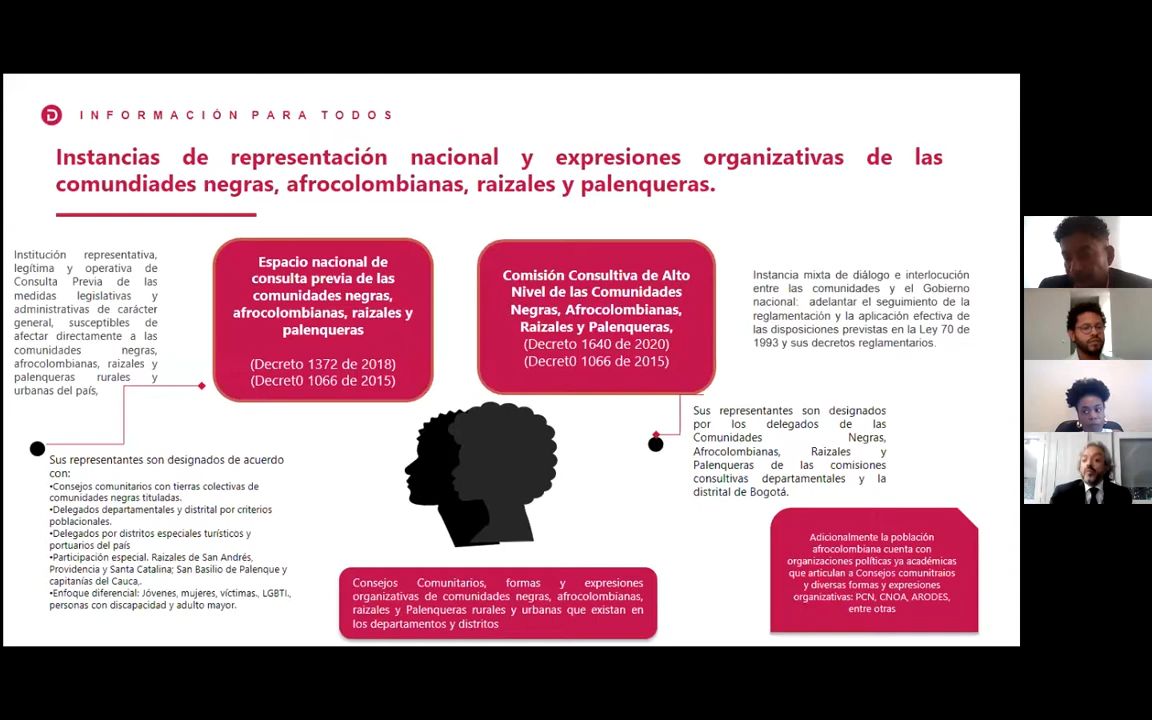 INFORMACIÓN PARA TODOS
Instancias de representación nacional y expresiones organizativas de las
comundiades negras, afrocolombianas, raizales y palenqueras.
Institución representativa,
legítima y operativa de
Consulta Previa de las
medidas legislativas y
administrativas de carácter
general, susceptibles de
afectar directamente a las
comunidades negras,
afrocolombianas, raizales y
palenqueras rurales y
urbanas del país,
Espacio nacional de
consulta previa de las
comunidades negras,
afrocolombianas, raizales y
palenqueras
(Decreto 1372 de 2018)
(Decret0 1066 de 2015)
Comisión Consultiva de Alto
Nivel de las Comunidades
Negras, Afrocolombianas,
Raizales y Palenqueras,
(Decreto 1640 de 2020)
(Decret0 1066 de 2015)
Instancia mixta de diálogo e interlocución
entre las comunidades y el Gobierno
nacional: adelantar el seguimiento de la
reglamentación y la aplicación efectiva de
las disposiciones previstas en la Ley 70 de
1993 y sus decretos reglamentarios.
Sus representantes son designados de acuerdo
con:
•Consejos comunitarios con tierras colectivas de
comunidades negras tituladas.
•Delegados departamentales y distrital por criterios
poblacionales.
•Delegados por distritos especiales turísticos y
portuarios del país
•Participación especial. Raizales de San Andrés,
Providencia y Santa Catalina; San Basilio de Palenque y
capitanías del Cauca,.
•Enfoque diferencial: Jóvenes, mujeres, víctimas., LGBTI.,
personas con discapacidad y adulto mayor.
Sus representantes son designados
por los delegados de las
Comunidades Negras,
Afrocolombianas, Raizales y
Palenqueras de las comisiones
consultivas departamentales y la
distrital de Bogotá.
Consejos Comunitarios, formas y expresiones
organizativas de comunidades negras, afrocolombianas,
raizales y Palenqueras rurales y urbanas que existan en
los departamentos y distritos
Adicionalmente la población
afrocolombiana cuenta con
organizaciones políticas ya académicas
que articulan a Consejos comunitraios
y diversas formas y expresiones
organizativas: PCN, CNOA, ARODES,
entre otras